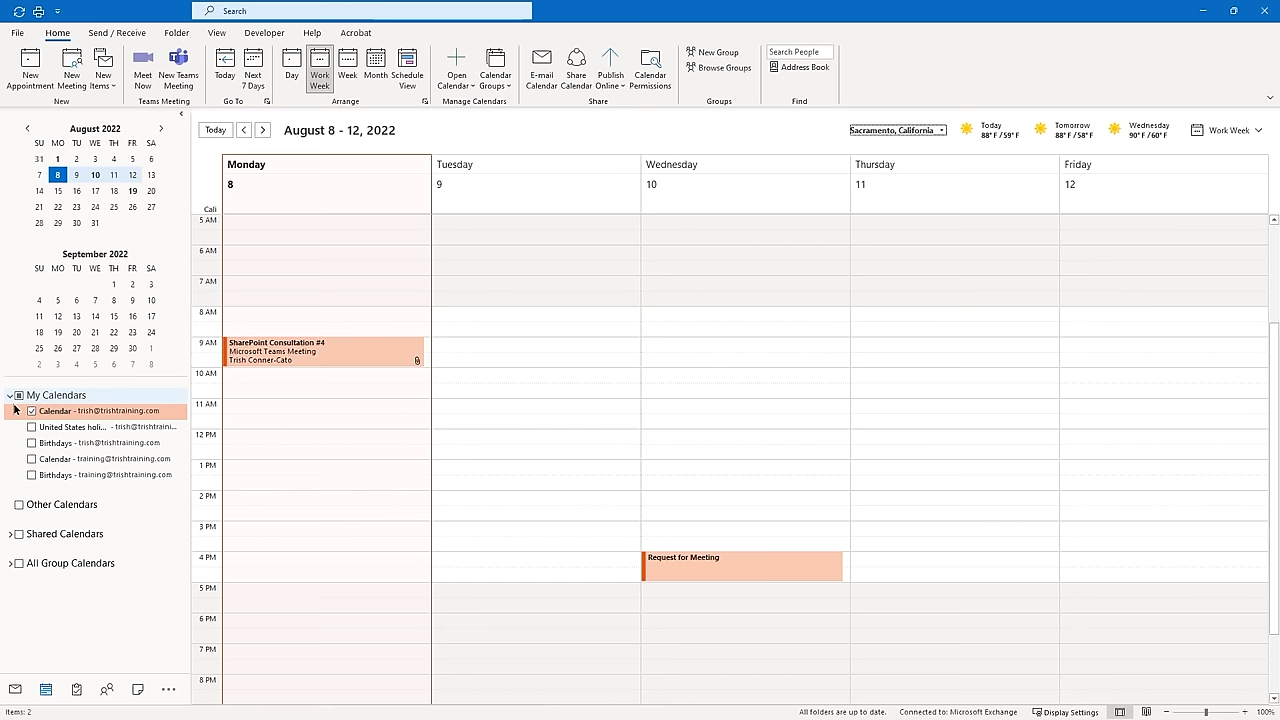 Search
File Home Send / Receive Folder View Developer Help Acrobat
New Appointment
New Meeting
New Items
New
Meet Now
New Teams Meeting
Teams Meeting
Today
Next 7 Days
Go To
Day
Work Week
Week
Month
Schedule View
Arrange
Open Calendar
Calendar Groups
Manage Calendars
E-mail Calendar
Share Calendar
Publish Online
Calendar Permissions
Share
New Group
Browse Groups
Groups
Search People
Address Book
Find
August 2022
SU MO TU WE TH FR SA
31 1 2 3 4 5 6
7 8 9 10 11 12 13
14 15 16 17 18 19 20
21 22 23 24 25 26 27
28 29 30 31
September 2022
SU MO TU WE TH FR SA
1 2 3
4 5 6 7 8 9 10
11 12 13 14 15 16 17
18 19 20 21 22 23 24
25 26 27 28 29 30 1
2 3 4 5 6 7 8
My Calendars
Calendar - trish@trishtraining.com
United States holi... - trish@trishtraini...
Birthdays - trish@trishtraining.com
Calendar - training@trishtraining.com
Birthdays - training@trishtraining.com
Other Calendars
Shared Calendars
All Group Calendars
Today August 8 - 12, 2022
Sacramento, California
Today
88°F/59°F
Tomorrow
88°F/58°F
Wednesday
90°F/60°F
Work Week
Monday Tuesday Wednesday Thursday Friday
8 9 10 11 12
Cali
5 AM
6 AM
7 AM
8 AM
9 AM
SharePoint Consultation #4
Microsoft Teams Meeting
Trish Conner-Cato
10 AM
11 AM
12 PM
1 PM
2 PM
3 PM
4 PM
Request for Meeting
5 PM
6 PM
7 PM
8 PM
Items: 2
All folders are up to date. Connected to: Microsoft Exchange Display Settings 100%